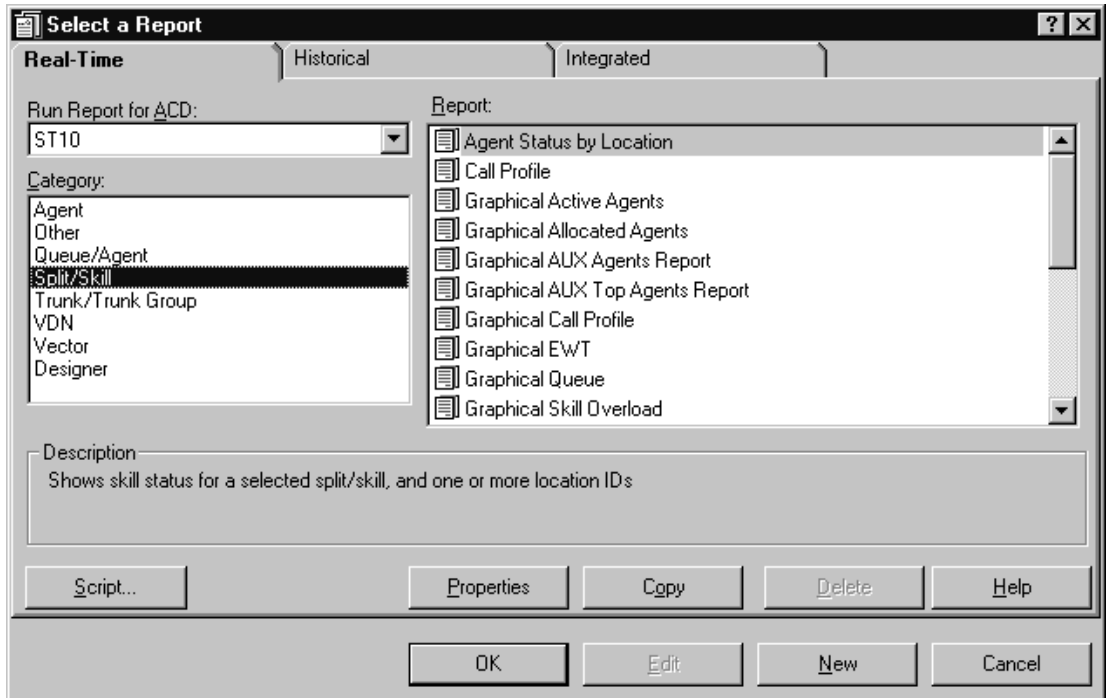 Select a Report
Real-Time
Historical
Integrated
Run Report for ACD:
ST10
Category:
Agent
Other
Queue/Agent
Split/Skill
Trunk/Trunk Group
VDN
Vector
Designer
Report:
Agent Status by Location
Call Profile
Graphical Active Agents
Graphical Allocated Agents
Graphical AUX Agents Report
Graphical AUX Top Agents Report
Graphical Call Profile
Graphical EWT
Graphical Queue
Graphical Skill Overload
Description
Shows skill status for a selected split/skill, and one or more location IDs
Script...
Properties
Copy
Delete
Help
OK
Edit
New
Cancel